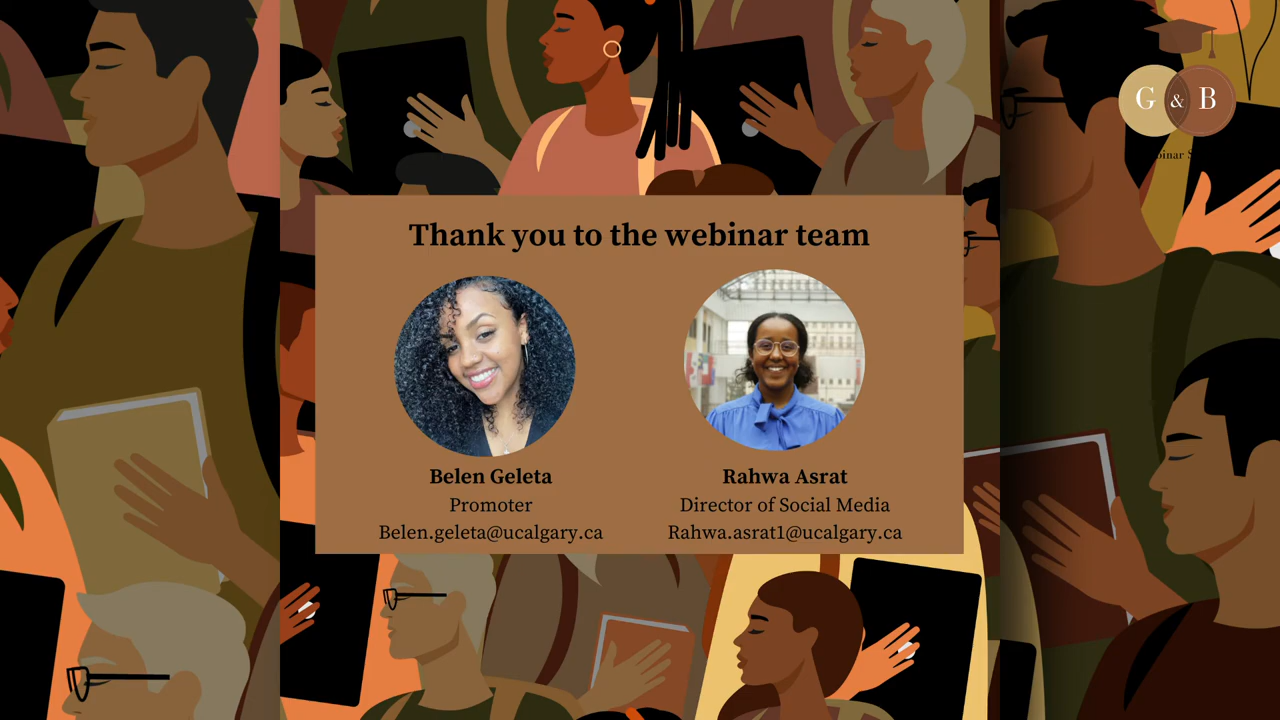 G & B
Thank you to the webinar team
Belen Geleta
Promoter
Belen.geleta@ucalgary.ca
Rahwa Asrat
Director of Social Media
Rahwa.asrat1@ucalgary.ca